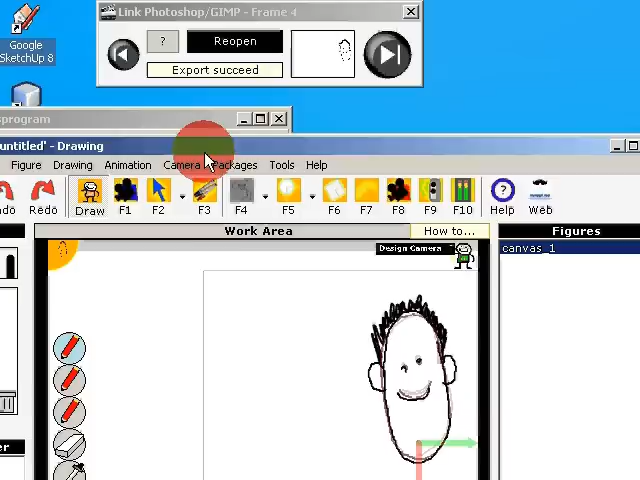 Link Photoshop/GIMP - Frame 4
Google
SketchUp 8
?
Reopen
Export succeed
program
untitled' - Drawing
Figure Drawing Animation Camera Packages Tools Help
Redo Draw F1 F2 F3 F4 F5 F6 F7 F8 F9 F10 Help Web
Work Area
How to...
Figures
Design Camera
canvas_1